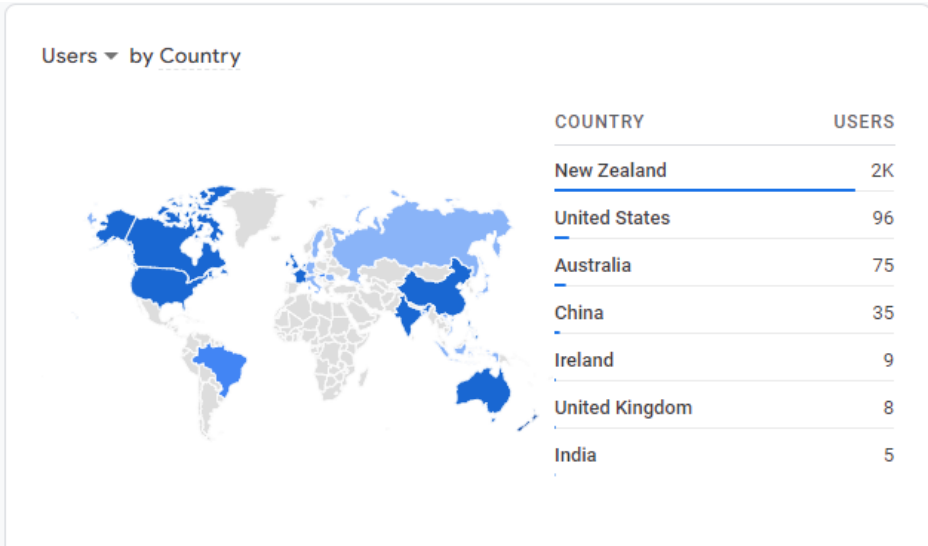 Users by Country
COUNTRY USERS
New Zealand 2K
United States 96
Australia 75
China 35
Ireland 9
United Kingdom 8
India 5